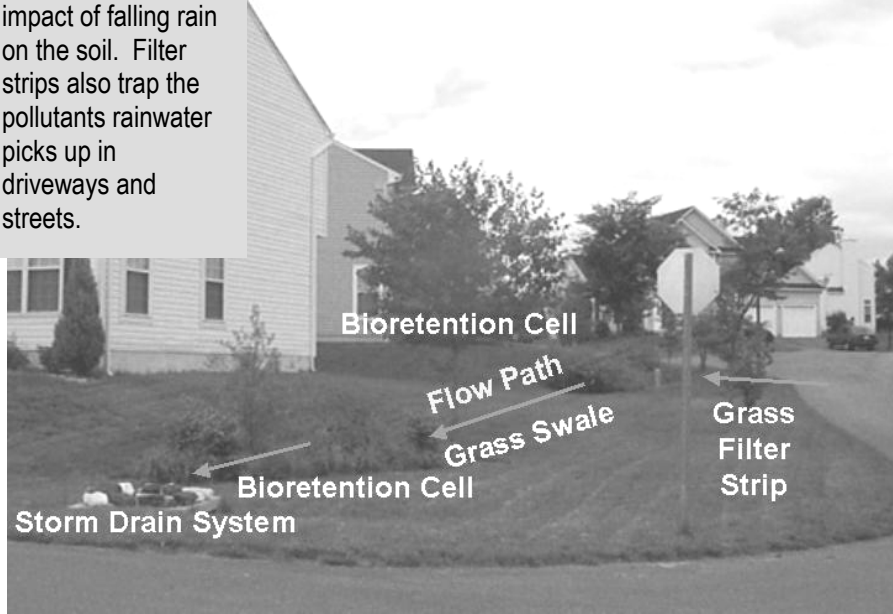 impact of falling rain
on the soil.  Filter
strips also trap the
pollutants rainwater
picks up in
driveways and
streets.
Bioretention Cell
Flow Path
Grass Swale
Grass
Filter
Strip
Bioretention Cell
Storm Drain System